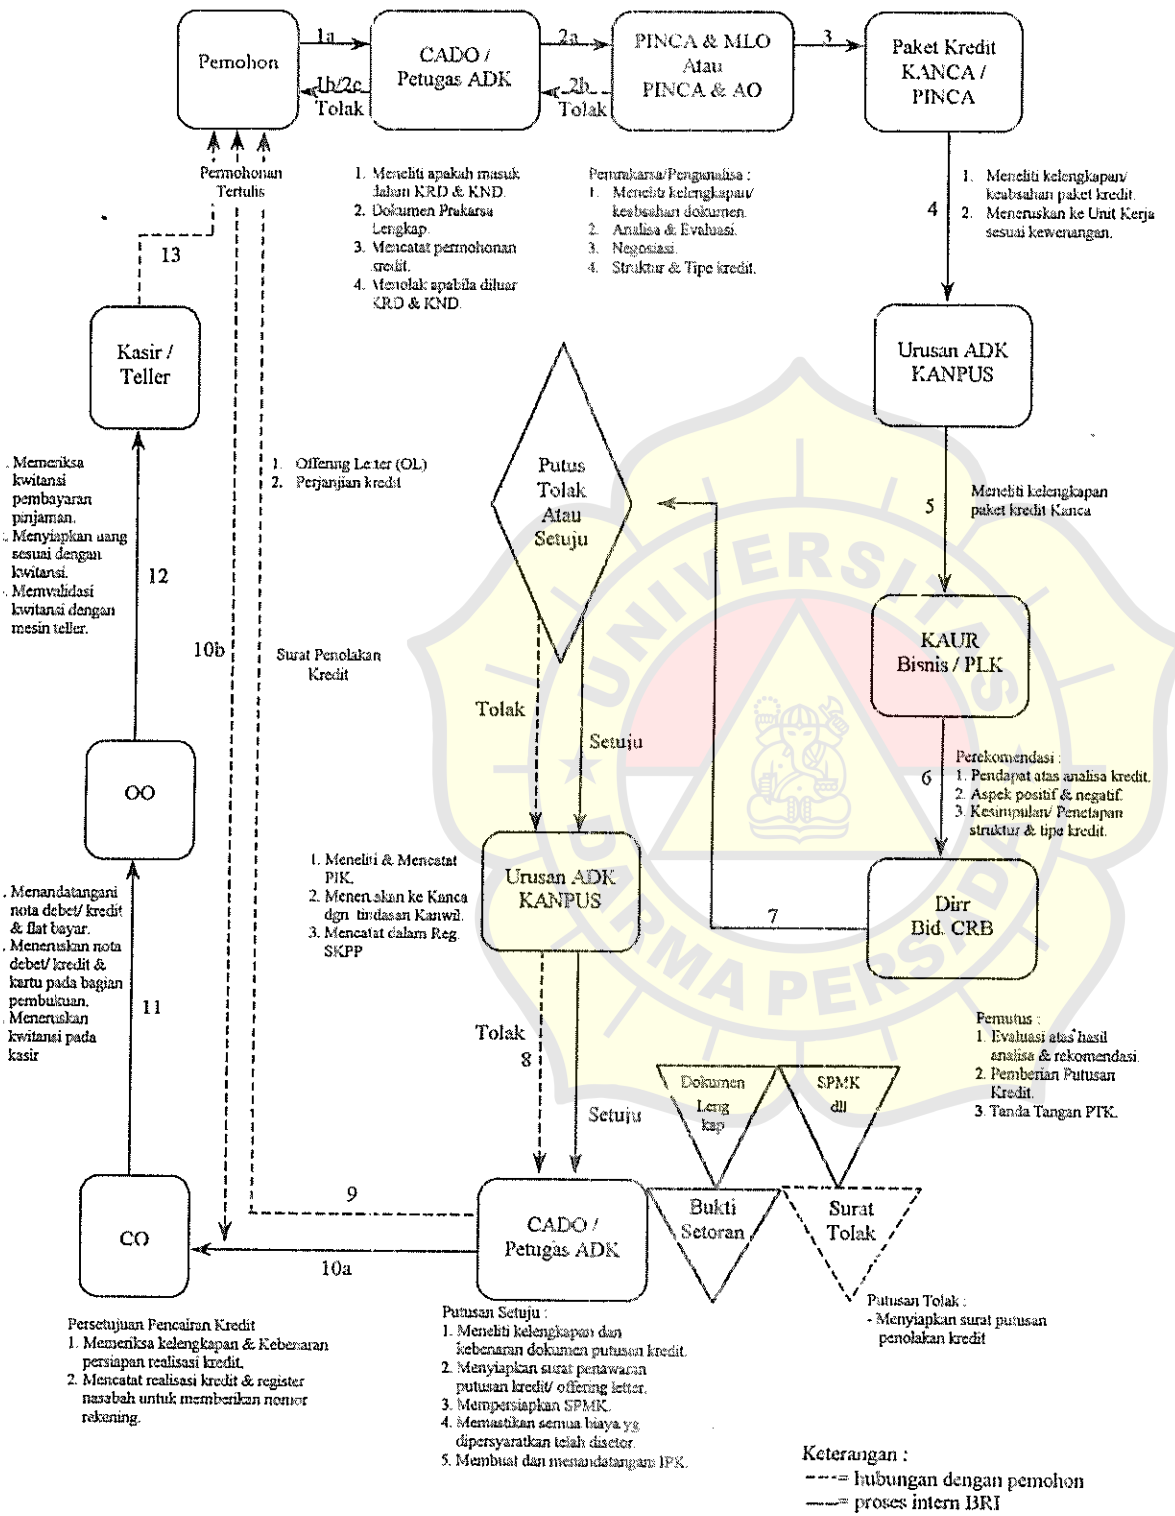 Pemohon
1a
1b/2c
Tolak
CADO /
Petugas ADK
2a
2b
Tolak
PINCA & MLO
Atau
PINCA & AO
3
Paket Kredit
KANCA /
PINCA
Permohonan
Tertulis
1. Meneliti apakah masuk
dalam KRD & KND.
2. Dokumen Prakarsa
Lengkap.
3. Mencatat permohonan
kredit.
4. Menolak apabila diluar
KRD & KND.
Pemrakarsa/Penganalisa :
1. Meneliti kelengkapan/
keabsahan dokumen.
2. Analisa & Evaluasi.
3. Negosiasi.
4. Struktur & Tipe kredit.
4
1. Meneliti kelengkapan/
keabsahan paket kredit.
2. Meneruskan ke Unit Kerja
sesuai kewenangan.
13
Kasir /
Teller
Urusan ADK
KANPUS
Putus
Tolak
Atau
Setuju
1. Offering Letter (OL)
2. Perjanjian kredit
5
Meneliti kelengkapan
paket kredit Kanca
. Memeriksa
kwitansi
pembayaran
pinjaman.
. Menyiapkan uang
sesuai dengan
kwitansi.
. Memvalidasi
kwitansi dengan
mesin teller.
12
10b
Surat Penolakan
Kredit
KAUR
Bisnis / PLK
Tolak
Setuju
6
Perekomendasi :
1. Pendapat atas analisa kredit.
2. Aspek positif & negatif.
3. Kesimpulan/ Penetapan
struktur & tipe kredit.
OO
1. Meneliti & Mencatat
PIK.
2. Meneruskan ke Kanca
dgn tindasan Kanwil.
3. Mencatat dalam Reg.
SKPP
Urusan ADK
KANPUS
7
Dirr
Bid. CRB
. Menandatangani
nota debet/ kredit
& fiat bayar.
. Meneruskan nota
debet/ kredit &
kartu pada bagian
pembukuan.
. Meneruskan
kwitansi pada
kasir
11
Tolak
8
Setuju
Pemutus :
1. Evaluasi atas hasil
analisa & rekomendasi.
2. Pemberian Putusan
Kredit.
3. Tanda Tangan PTK.
Dokumen
Leng
kap
SPMK
dll
CO
9
10a
CADO /
Petugas ADK
Bukti
Setoran
Surat
Tolak
Putusan Tolak :
- Menyiapkan surat putusan
penolakan kredit
Persetujuan Pencairan Kredit
1. Memeriksa kelengkapan & Kebenaran
persiapan realisasi kredit.
2. Mencatat realisasi kredit & register
nasabah untuk memberikan nomor
rekening.
Putusan Setuju :
1. Meneliti kelengkapan dan
kebenaran dokumen putusan kredit.
2. Menyiapkan surat penawaran
putusan kredit/ offering letter.
3. Mempersiapkan SPMK.
4. Memastikan semua biaya yg
dipersyaratkan telah disetor.
5. Membuat dan menandatangani IPK.
Keterangan :
----= hubungan dengan pemohon
——= proses intern BRI
UNIVERSITAS
DARMA PERSADA